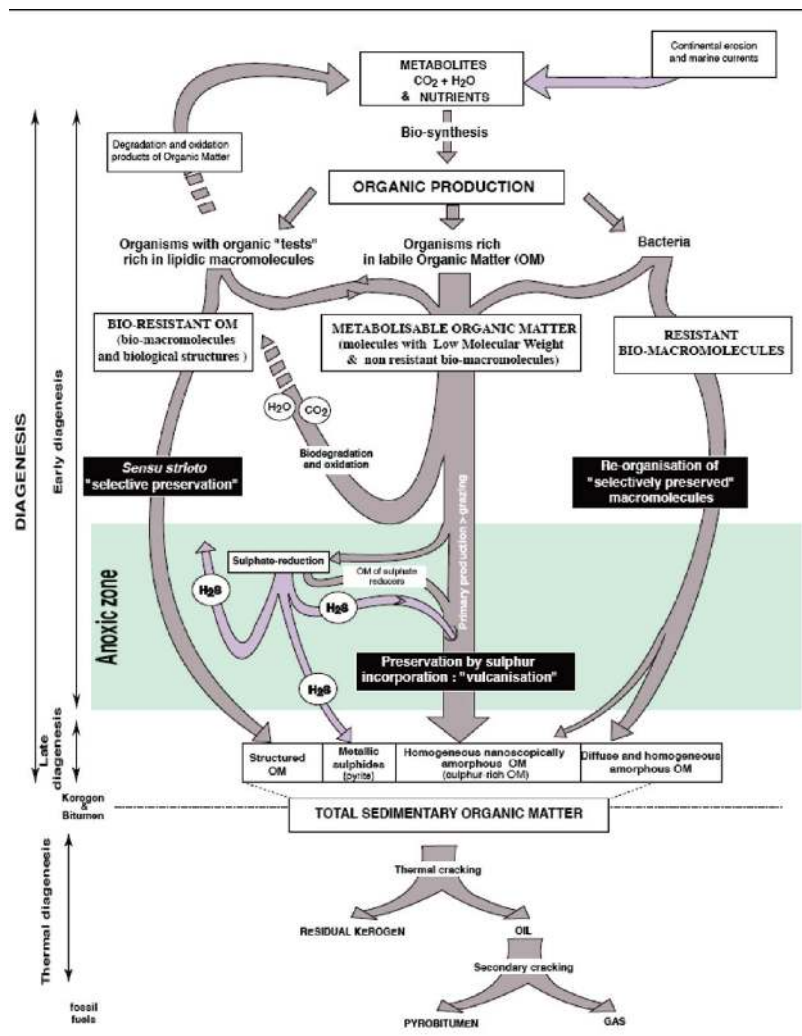 Continental erosion
and marine currents
METABOLITES
CO2 + H2O
& NUTRIENTS
Bio-synthesis
Degradation and oxidation
products of Organic Matter
ORGANIC PRODUCTION
Organisms with organic "tests"
rich in lipidic macromolecules
Organisms rich
in labile Organic Matter (OM)
Bacteria
BIO-RESISTANT OM
(bio-macromolecules
and biological structures )
METABOLISABLE ORGANIC MATTER
(molecules with Low Molecular Weight
& non resistant bio-macromolecules)
RESISTANT
BIO-MACROMOLECULES
H2O
CO2
Biodegradation
and oxidation
DIAGENESIS
Early diagenesis
Sensu strioto
"selective preservation"
Primary production > grazing
Re-organisation of
"selectively preserved"
macromolecules
Anoxic zone
Sulphate-reduction
OM of sulphate
reducers
H2S
H2S
H2S
Preservation by sulphur
incorporation : "vulcanisation"
Late
diagenesis
Structured
OM
Metallic
sulphides
(pyrite)
Homogeneous nanoscopically
amorphous OM
(sulphur-rich OM)
Diffuse and homogeneous
amorphous OM
Korogon
&
Bitumen
TOTAL SEDIMENTARY ORGANIC MATTER
Thermal diagenesis
Thermal cracking
ReSIDUAL KeROGeN
OIL
Secondary cracking
fossil
fuels
PYROBITUMeN
GAS